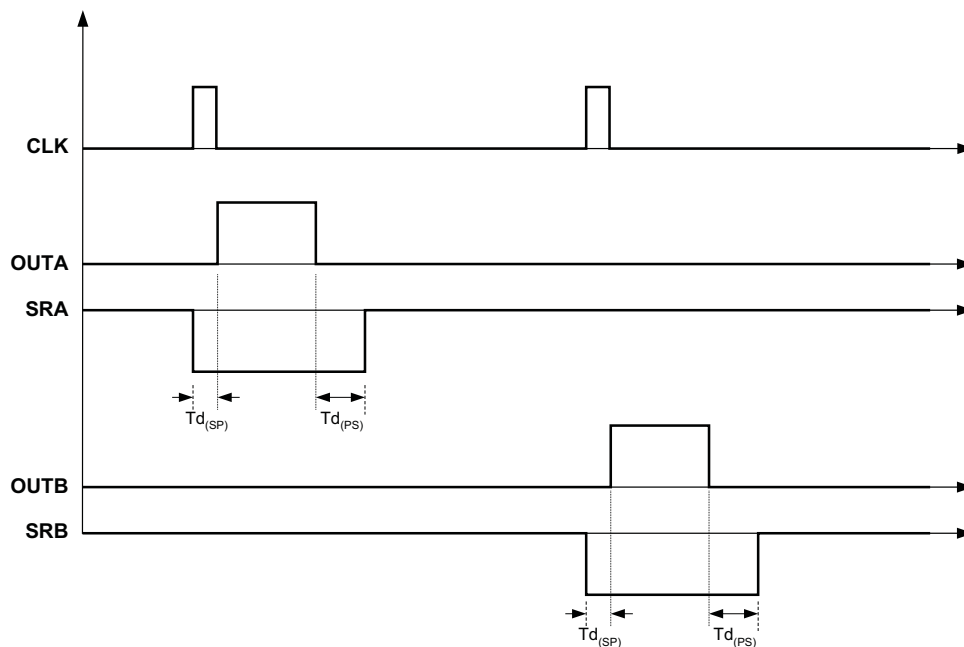 CLK
OUTA
SRA
Td(SP) Td(PS)
OUTB
SRB
Td(SP) Td(PS)